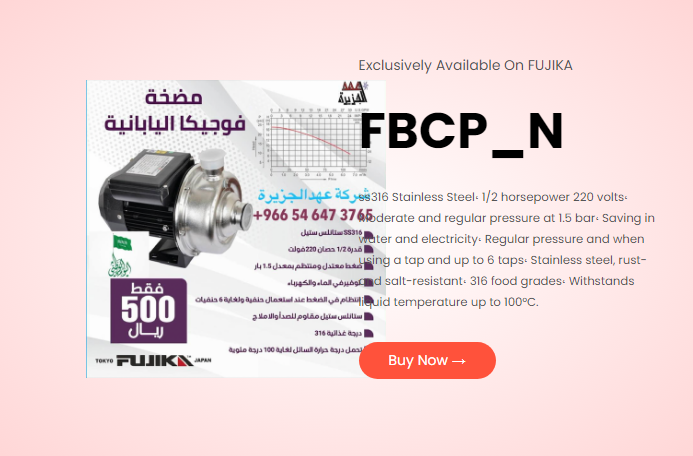 Exclusively Available On FUJIKA
FBCP_N
ss316 Stainless Steel، 1/2 horsepower 220 volts،
Moderate and regular pressure at 1.5 bar، Saving in
water and electricity، Regular pressure and when
using a tap and up to 6 taps، Stainless steel, rust-
and salt-resistant، 316 food grades، Withstands
liquid temperature up to 100°C.
Buy Now →
مضخة
فوجيكا اليابانية
الجزيرة
شركة عهد الجزيرة
+966 54 647 3765
SS316 ستانلس ستيل
قدرة 1/2 حصان 220فولت
ضغط معتدل ومنتظم بمعدل 1.5 بار
توفير في الماء والكهرباء
انتظام في الضغط عند استعمال حنفية ولغاية 6 حنفيات
ستانلس ستيل مقاوم للصدأ والاملاح
درجة غذائية 316
تحمل درجة حرارة السائل لغاية 100 درجة مئوية
فقط
500
ريال
TOKYO FUJIKA JAPAN